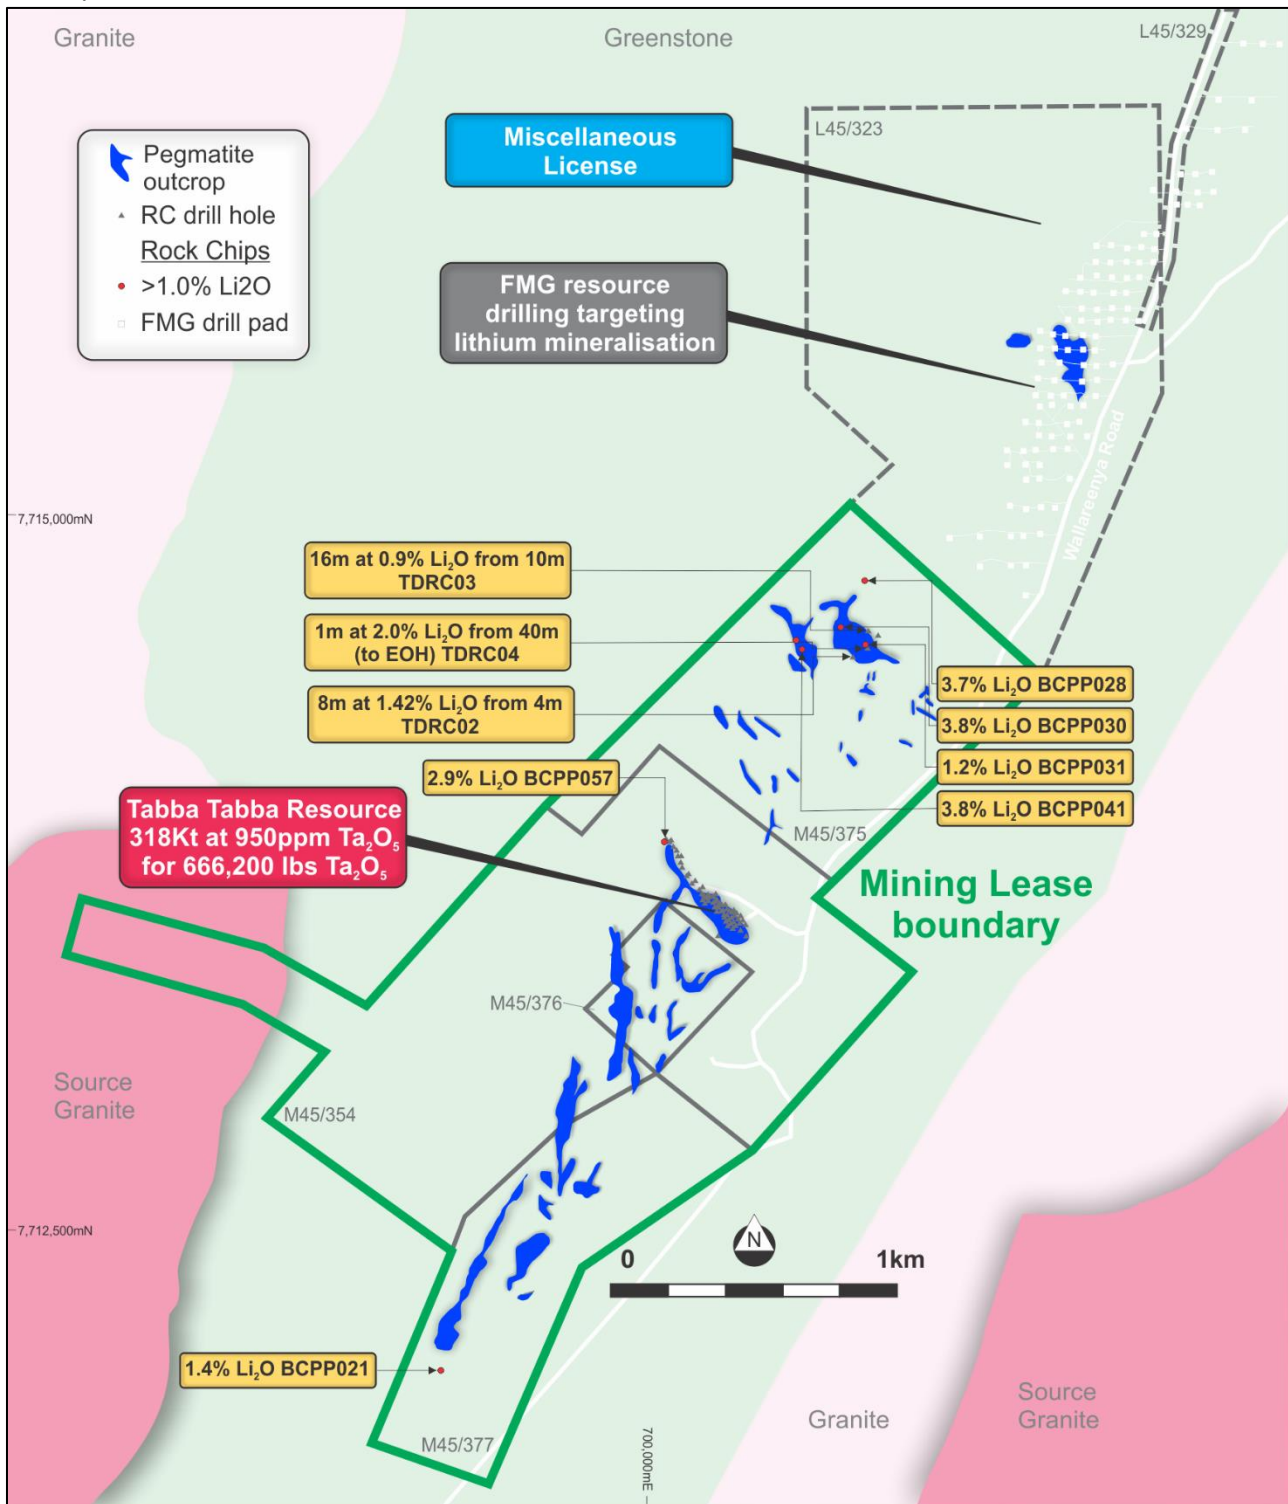 Granite
Greenstone
L45/329
Pegmatite
outcrop
RC drill hole
Rock Chips
>1.0% Li2O
FMG drill pad
Miscellaneous
License
L45/323
FMG resource
drilling targeting
lithium mineralisation
Wallareenya Road
7,715,000mN
16m at 0.9% Li₂O from 10m
TDRC03
1m at 2.0% Li₂O from 40m
(to EOH) TDRC04
8m at 1.42% Li₂O from 4m
TDRC02
3.7% Li₂O BCPP028
3.8% Li₂O BCPP030
1.2% Li₂O BCPP031
3.8% Li₂O BCPP041
2.9% Li₂O BCPP057
Tabba Tabba Resource
318Kt at 950ppm Ta₂O₅
for 666,200 lbs Ta₂O₅
M45/375
Mining Lease
boundary
M45/376
Source
Granite
M45/354
7,712,500mN
N
0 1km
1.4% Li₂O BCPP021
M45/377
700,000mE
Granite
Source
Granite